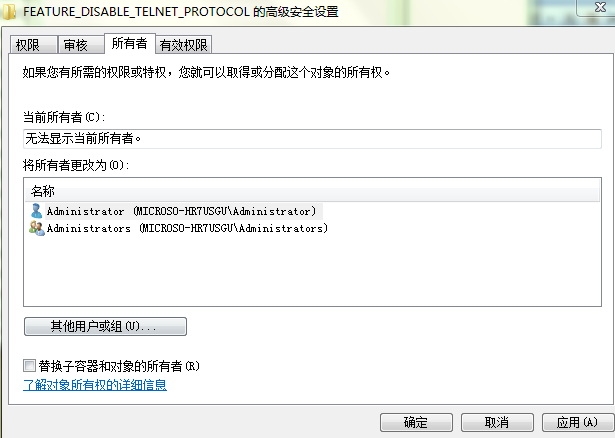 FEATURE_DISABLE_TELNET_PROTOCOL 的高级安全设置
权限 审核 所有者 有效权限
如果您有所需的权限或特权，您就可以取得或分配这个对象的所有权。
当前所有者(C):
无法显示当前所有者。
将所有者更改为(O):
名称
Administrator (MICROSO-HR7USGU\Administrator)
Administrators (MICROSO-HR7USGU\Administrators)
其他用户或组(U)...
替换子容器和对象的所有者(R)
了解对象所有权的详细信息
确定 取消 应用(A)